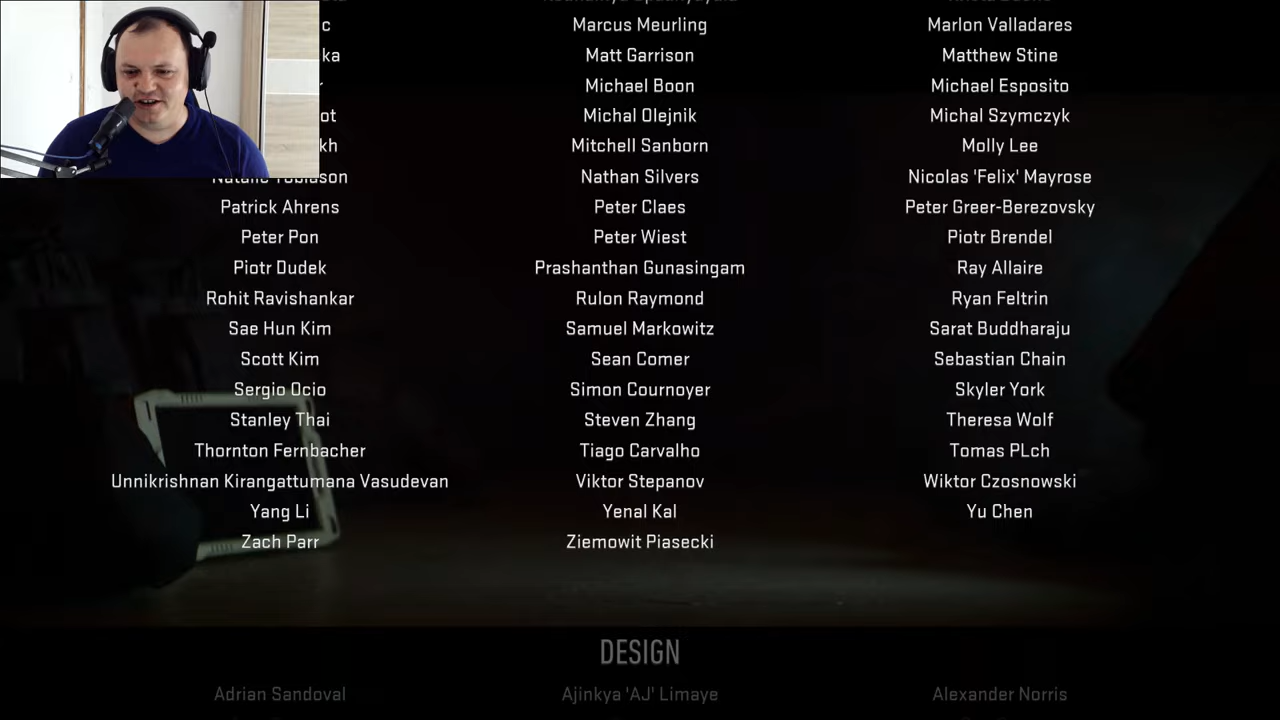 c Marcus Meurling Marlon Valladares
ka Matt Garrison Matthew Stine
r Michael Boon Michael Esposito
ot Michal Olejnik Michal Szymczyk
kh Mitchell Sanborn Molly Lee
Natalie Tobiason Nathan Silvers Nicolas 'Felix' Mayrose
Patrick Ahrens Peter Claes Peter Greer-Berezovsky
Peter Pon Peter Wiest Piotr Brendel
Piotr Dudek Prashanthan Gunasingam Ray Allaire
Rohit Ravishankar Rulon Raymond Ryan Feltrin
Sae Hun Kim Samuel Markowitz Sarat Buddharaju
Scott Kim Sean Comer Sebastian Chain
Sergio Ocio Simon Cournoyer Skyler York
Stanley Thai Steven Zhang Theresa Wolf
Thornton Fernbacher Tiago Carvalho Tomas PLch
Unnikrishnan Kirangattumana Vasudevan Viktor Stepanov Wiktor Czosnowski
Yang Li Yenal Kal Yu Chen
Zach Parr Ziemowit Piasecki
DESIGN
Adrian Sandoval Ajinkya 'AJ' Limaye Alexander Norris